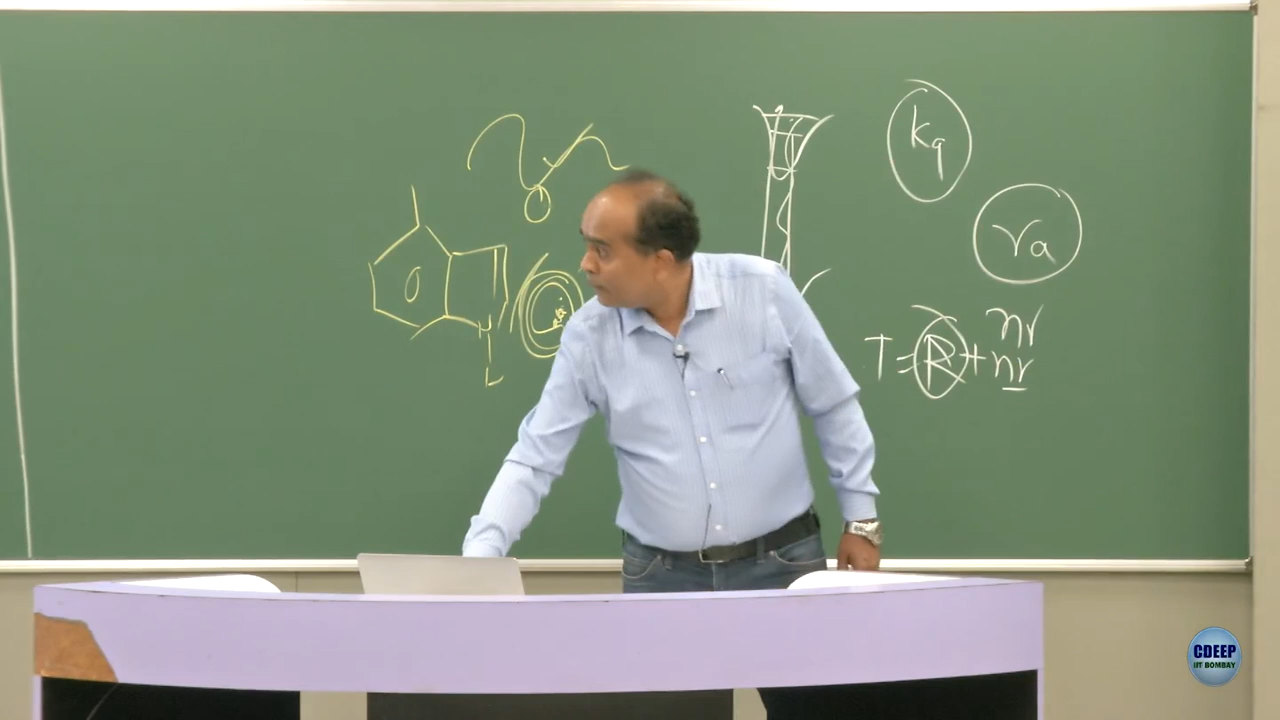 kq
ra
nr
T = R + nr
N
L
CDEEP
IIT BOMBAY